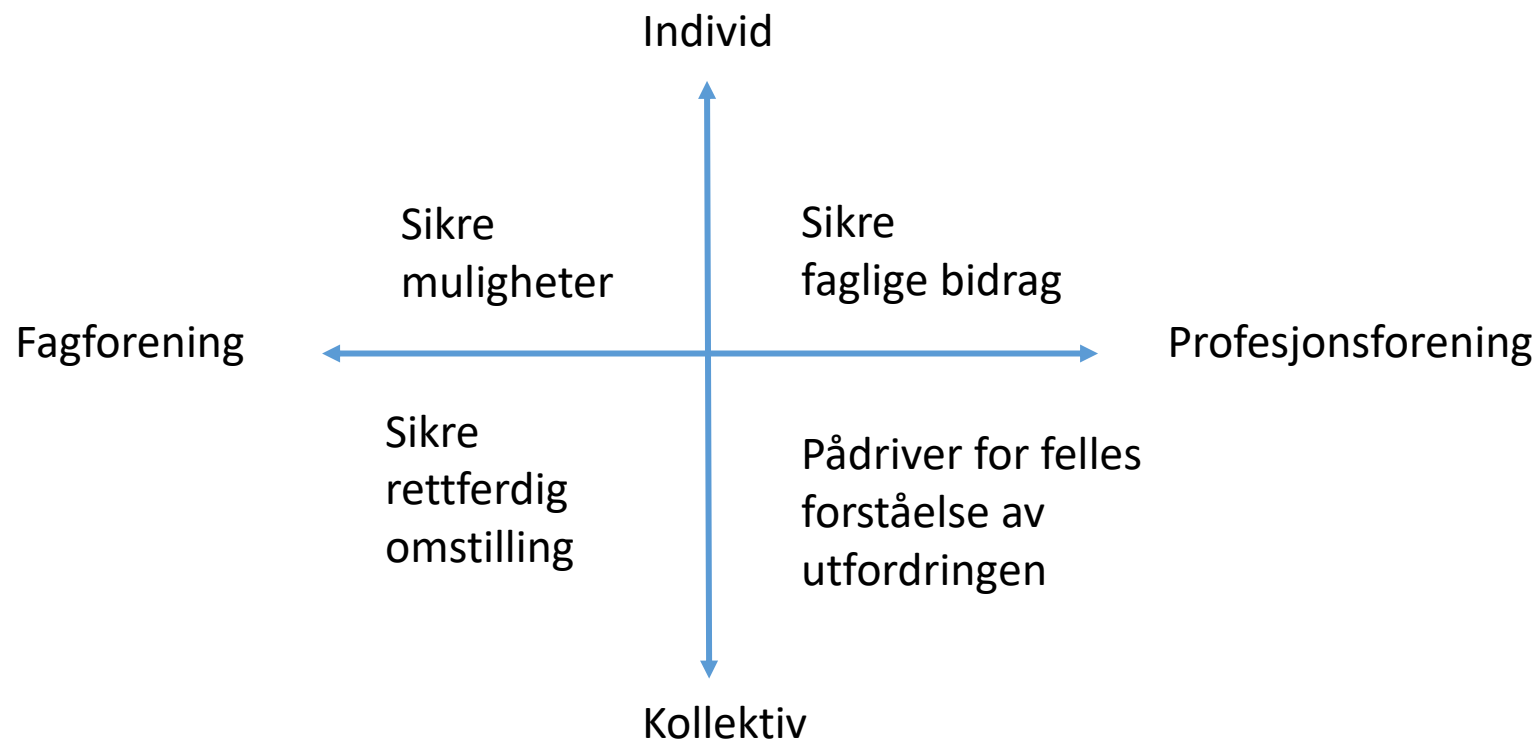 Individ
Sikre
muligheter
Sikre
faglige bidrag
Fagforening
Profesjonsforening
Sikre
rettferdig
omstilling
Pådriver for felles
forståelse av
utfordringen
Kollektiv